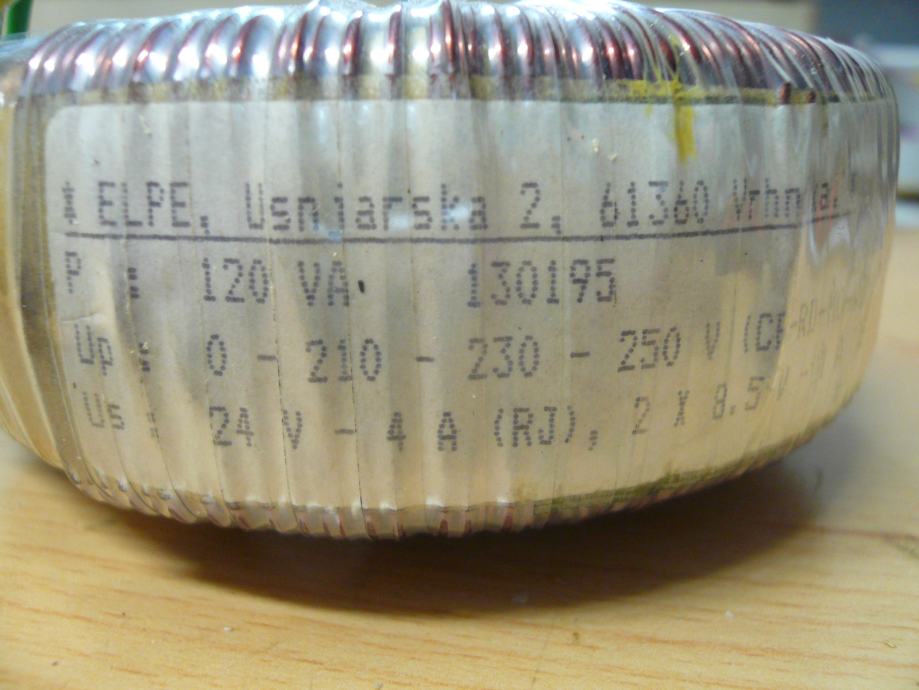 ELPE, Usnjarska 2, 61360 Vrhnika
P : 120 VA 130195
Up : 0 - 210 - 230 - 250 V
Us : 24 V - 4 A (RJ), 2 X 8.5 V